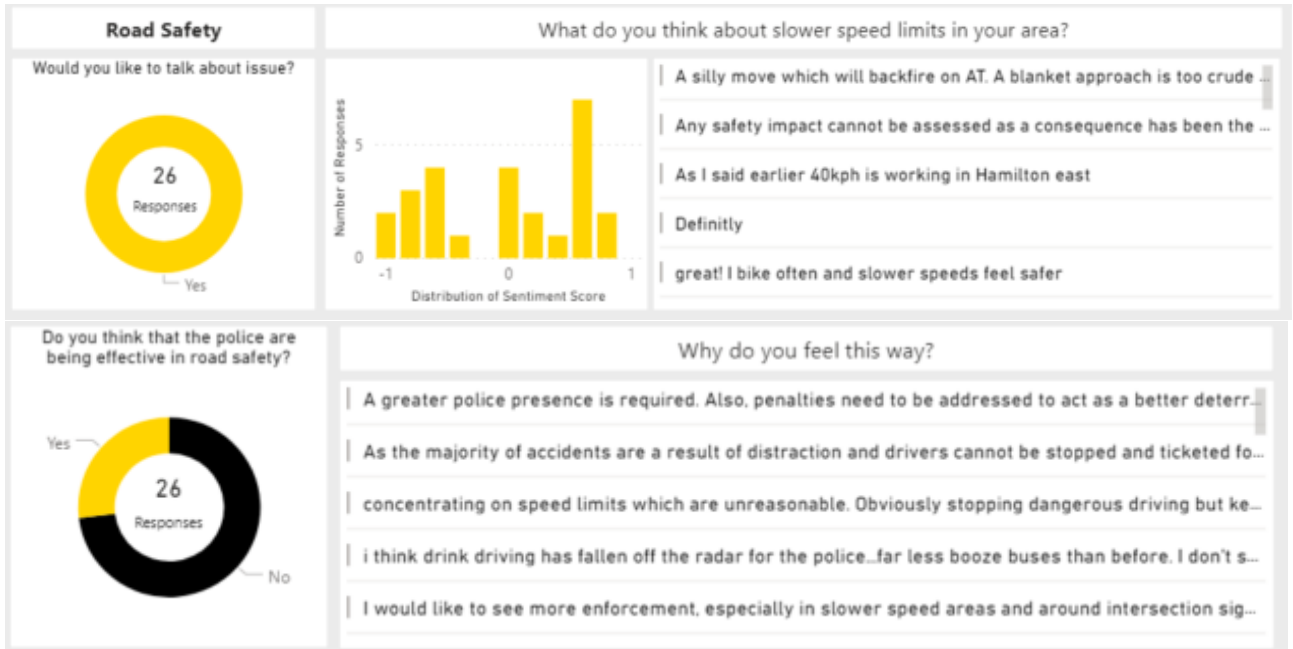 Road Safety
What do you think about slower speed limits in your area?
Would you like to talk about issue?
26
Responses
Yes
Number of Responses
5
0
-1
0
1
Distribution of Sentiment Score
A silly move which will backfire on AT. A blanket approach is too crude ...
Any safety impact cannot be assessed as a consequence has been the ...
As I said earlier 40kph is working in Hamilton east
Definitly
great! I bike often and slower speeds feel safer
Do you think that the police are
being effective in road safety?
Yes
26
Responses
No
Why do you feel this way?
A greater police presence is required. Also, penalties need to be addressed to act as a better deterr...
As the majority of accidents are a result of distraction and drivers cannot be stopped and ticketed fo...
concentrating on speed limits which are unreasonable. Obviously stopping dangerous driving but ke...
i think drink driving has fallen off the radar for the police...far less booze buses than before. I don't s...
I would like to see more enforcement, especially in slower speed areas and around intersection sig...